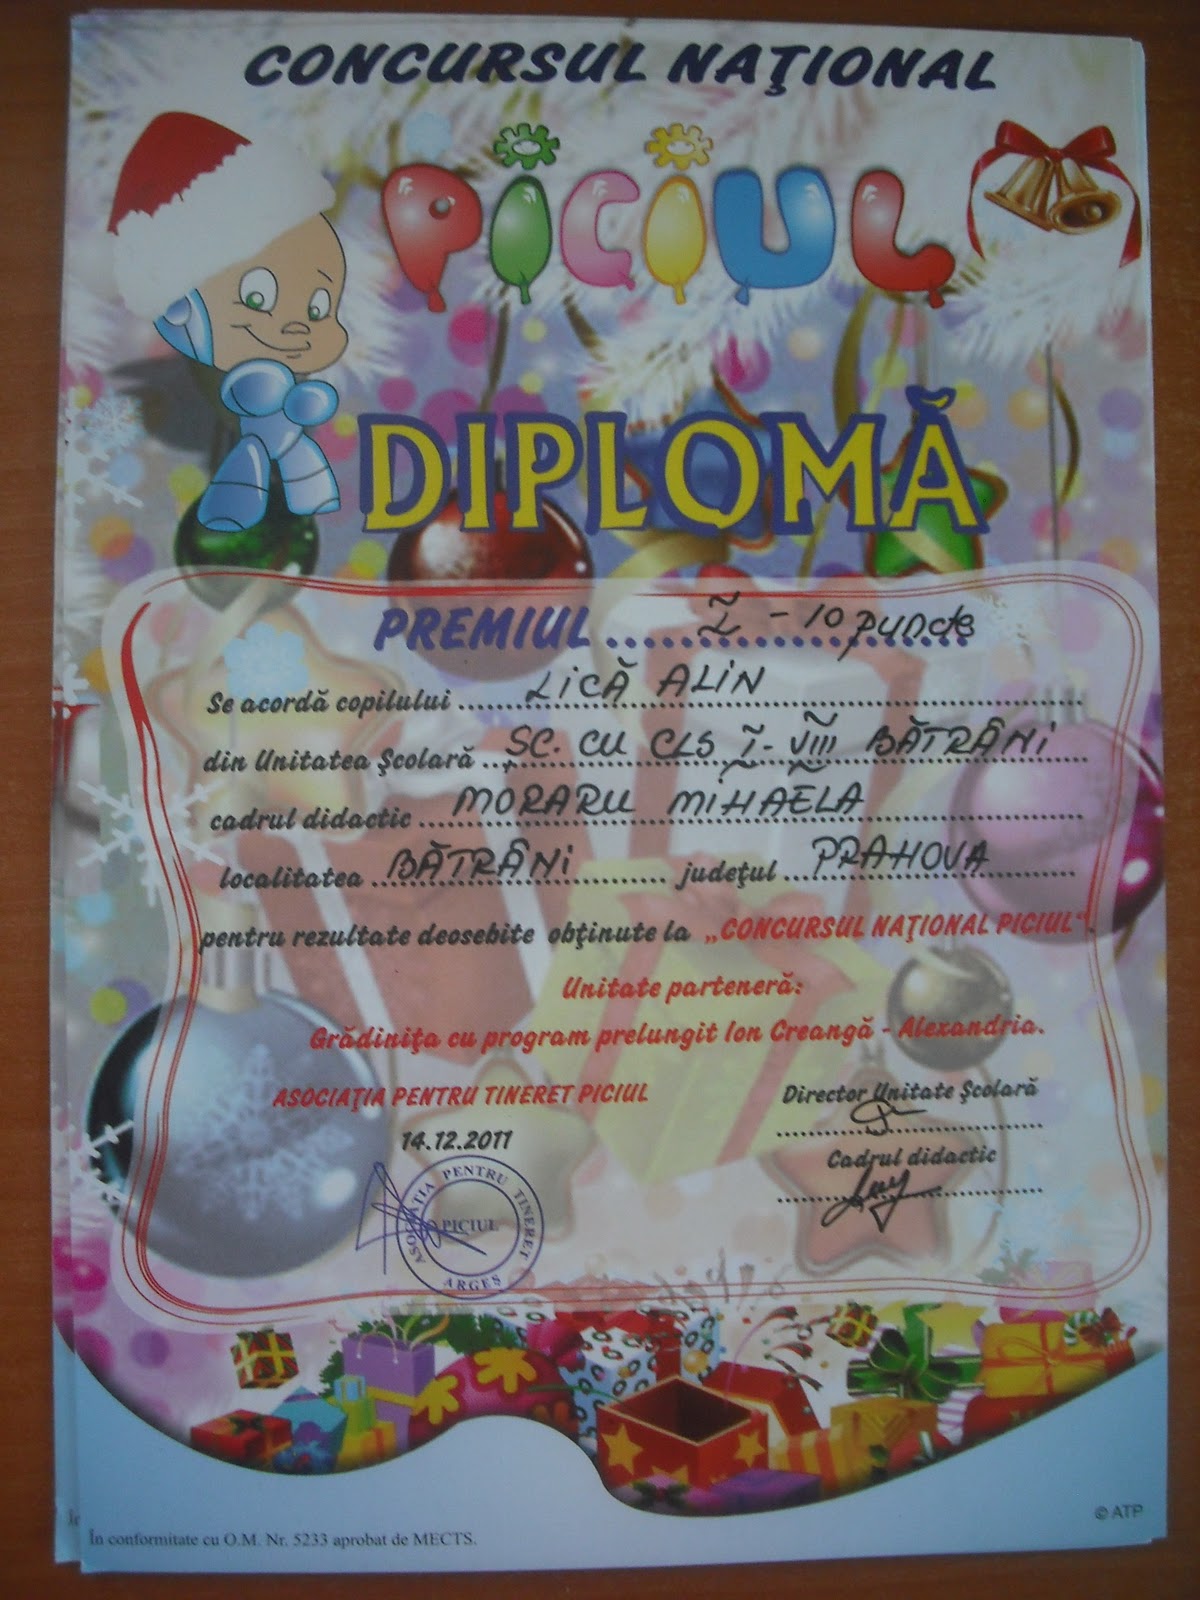 CONCURSUL NAŢIONAL
PICIUL
DIPLOMĂ
PREMIUL ..... I - 10 puncte
Se acordă copilului ..... LICĂ ALIN
din Unitatea Şcolară ... ŞC. CU CLS I-VIII BĂTRÂNI
cadrul didactic ... MORARU MIHAELA
localitatea ... BĂTRÂNI ... judeţul ... PRAHOVA
pentru rezultate deosebite obţinute la „CONCURSUL NAŢIONAL PICIUL“.
Unitate parteneră:
Grădiniţa cu program prelungit Ion Creangă - Alexandria.
ASOCIAŢIA PENTRU TINERET PICIUL
Director Unitate Şcolară
14.12.2011
Cadrul didactic
ASOCIAŢIA PENTRU TINERET
PICIUL
ARGEŞ
© ATP
În conformitate cu O.M. Nr. 5233 aprobat de MECTS.